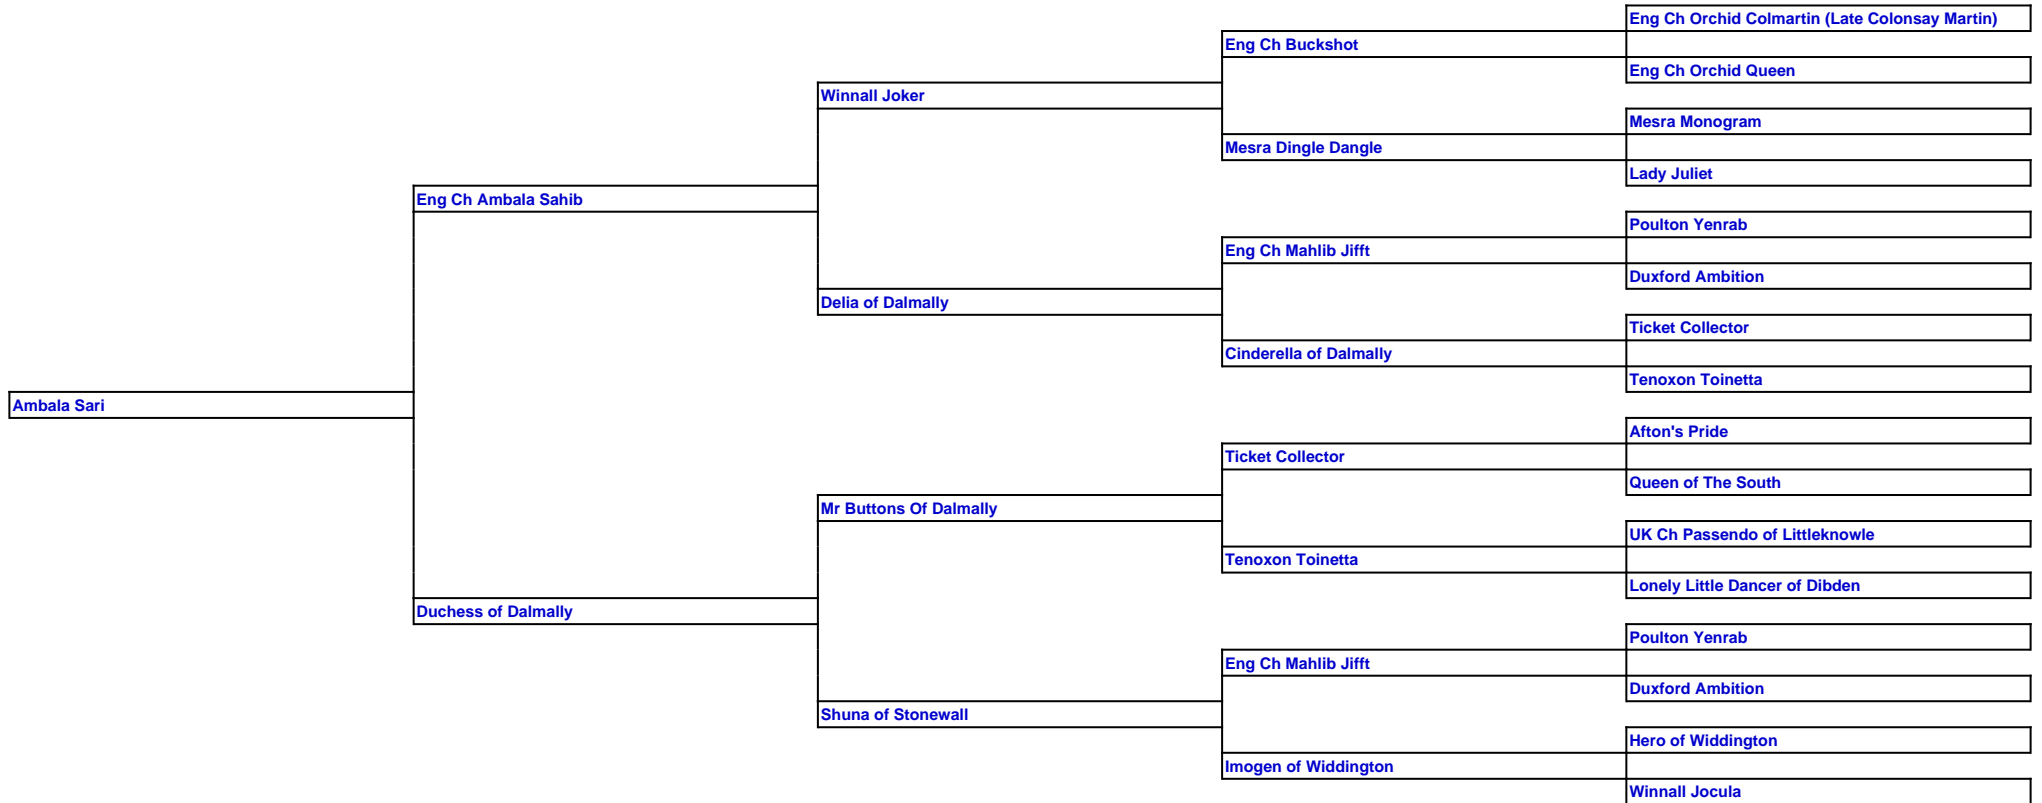 Eng Ch Orchid Colmartin (Late Colonsay Martin)
Eng Ch Buckshot
Eng Ch Orchid Queen
Winnall Joker
Mesra Monogram
Mesra Dingle Dangle
Lady Juliet
Eng Ch Ambala Sahib
Poulton Yenrab
Eng Ch Mahlib Jifft
Duxford Ambition
Delia of Dalmally
Ticket Collector
Cinderella of Dalmally
Tenoxon Toinetta
Ambala Sari
Afton's Pride
Ticket Collector
Queen of The South
Mr Buttons Of Dalmally
UK Ch Passendo of Littleknowle
Tenoxon Toinetta
Lonely Little Dancer of Dibden
Duchess of Dalmally
Poulton Yenrab
Eng Ch Mahlib Jifft
Duxford Ambition
Shuna of Stonewall
Hero of Widdington
Imogen of Widdington
Winnall Jocula